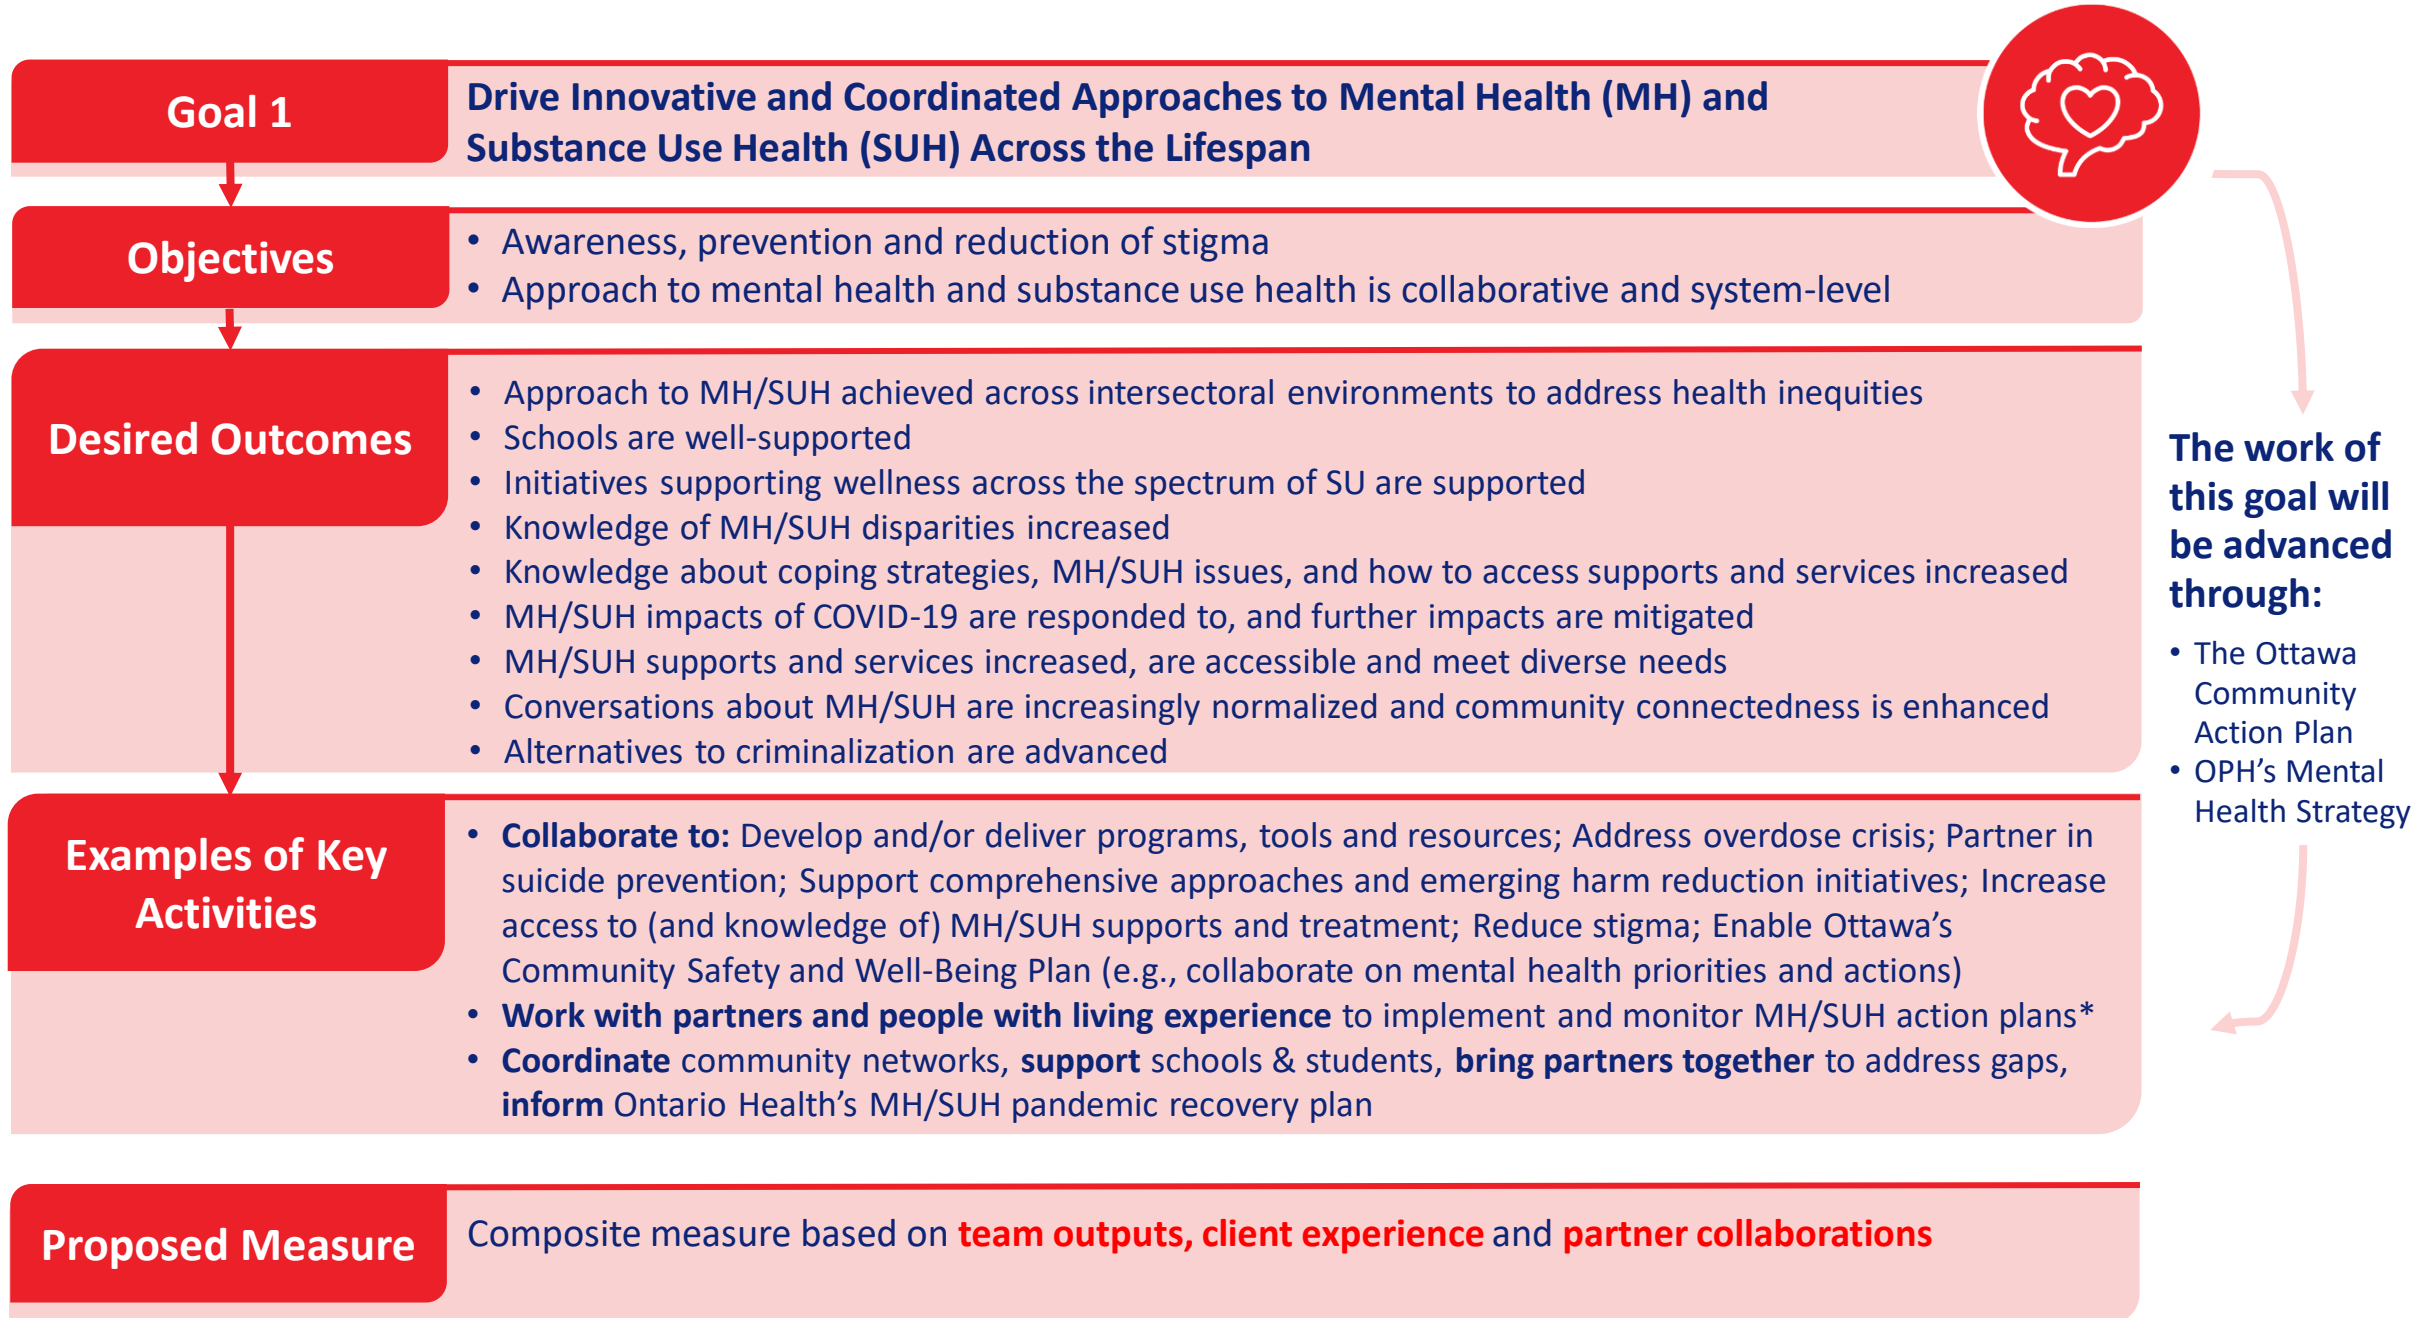 Goal 1
Drive Innovative and Coordinated Approaches to Mental Health (MH) and
Substance Use Health (SUH) Across the Lifespan
Objectives
• Awareness, prevention and reduction of stigma
• Approach to mental health and substance use health is collaborative and system-level
Desired Outcomes
• Approach to MH/SUH achieved across intersectoral environments to address health inequities
• Schools are well-supported
• Initiatives supporting wellness across the spectrum of SU are supported
• Knowledge of MH/SUH disparities increased
• Knowledge about coping strategies, MH/SUH issues, and how to access supports and services increased
• MH/SUH impacts of COVID-19 are responded to, and further impacts are mitigated
• MH/SUH supports and services increased, are accessible and meet diverse needs
• Conversations about MH/SUH are increasingly normalized and community connectedness is enhanced
• Alternatives to criminalization are advanced
Examples of Key
Activities
• Collaborate to: Develop and/or deliver programs, tools and resources; Address overdose crisis; Partner in
suicide prevention; Support comprehensive approaches and emerging harm reduction initiatives; Increase
access to (and knowledge of) MH/SUH supports and treatment; Reduce stigma; Enable Ottawa’s
Community Safety and Well-Being Plan (e.g., collaborate on mental health priorities and actions)
• Work with partners and people with living experience to implement and monitor MH/SUH action plans*
• Coordinate community networks, support schools & students, bring partners together to address gaps,
inform Ontario Health’s MH/SUH pandemic recovery plan
Proposed Measure
Composite measure based on team outputs, client experience and partner collaborations
The work of
this goal will
be advanced
through:
• The Ottawa
Community
Action Plan
• OPH’s Mental
Health Strategy